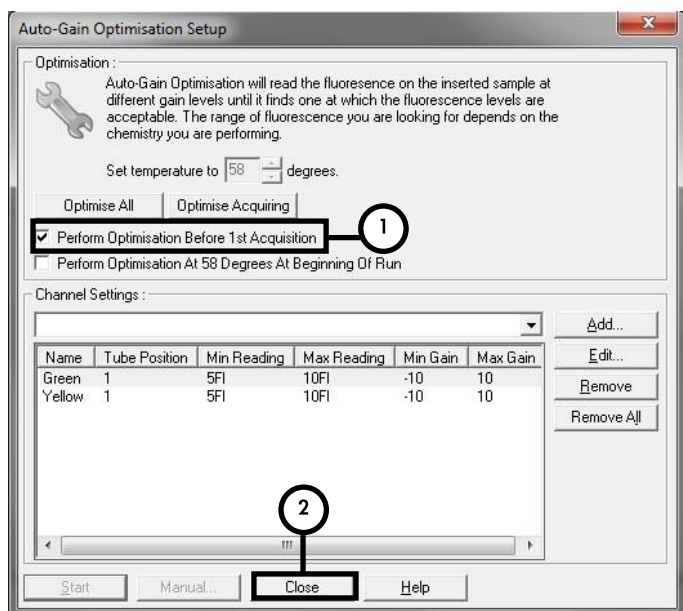 Auto-Gain Optimisation Setup
Optimisation :
Auto-Gain Optimisation will read the fluoresence on the inserted sample at
different gain levels until it finds one at which the fluorescence levels are
acceptable. The range of fluorescence you are looking for depends on the
chemistry you are performing.
Set temperature to 58 degrees.
Optimise All Optimise Acquiring
Perform Optimisation Before 1st Acquisition 1
Perform Optimisation At 58 Degrees At Beginning Of Run
Channel Settings :
Add...
Name Tube Position Min Reading Max Reading Min Gain Max Gain Edit...
Green 1 5Fl 10Fl -10 10
Yellow 1 5Fl 10Fl -10 10
Remove
Remove All
2
Start Manual... Close Help